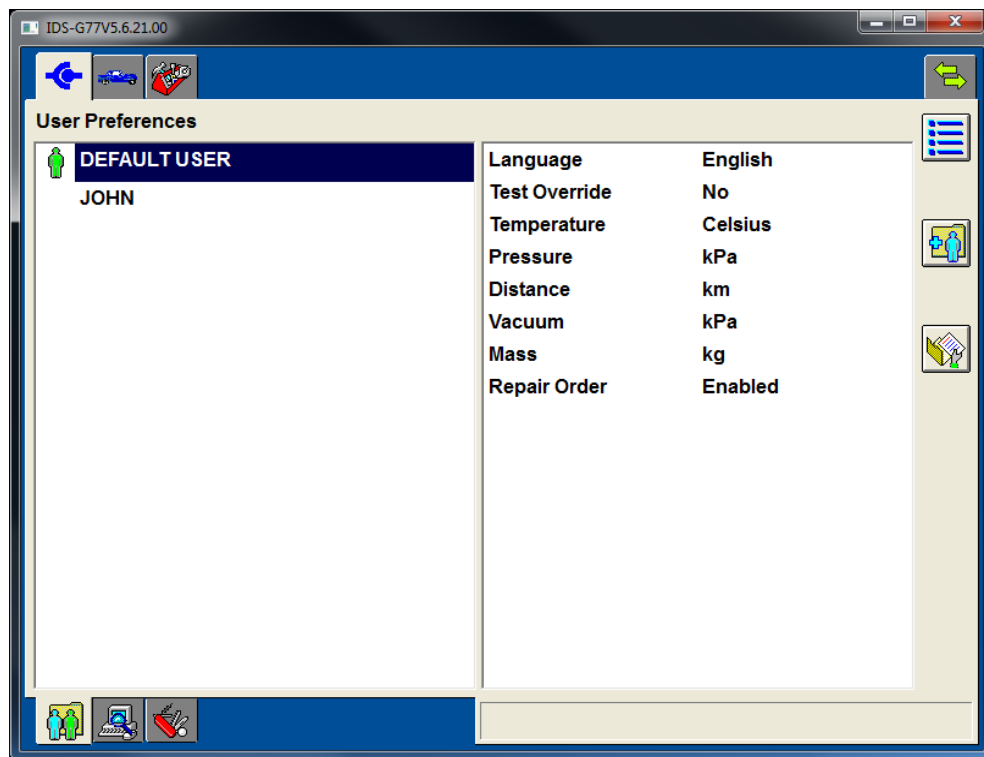 IDS-G77V5.6.21.00
User Preferences
DEFAULT USER
JOHN
Language English
Test Override No
Temperature Celsius
Pressure kPa
Distance km
Vacuum kPa
Mass kg
Repair Order Enabled